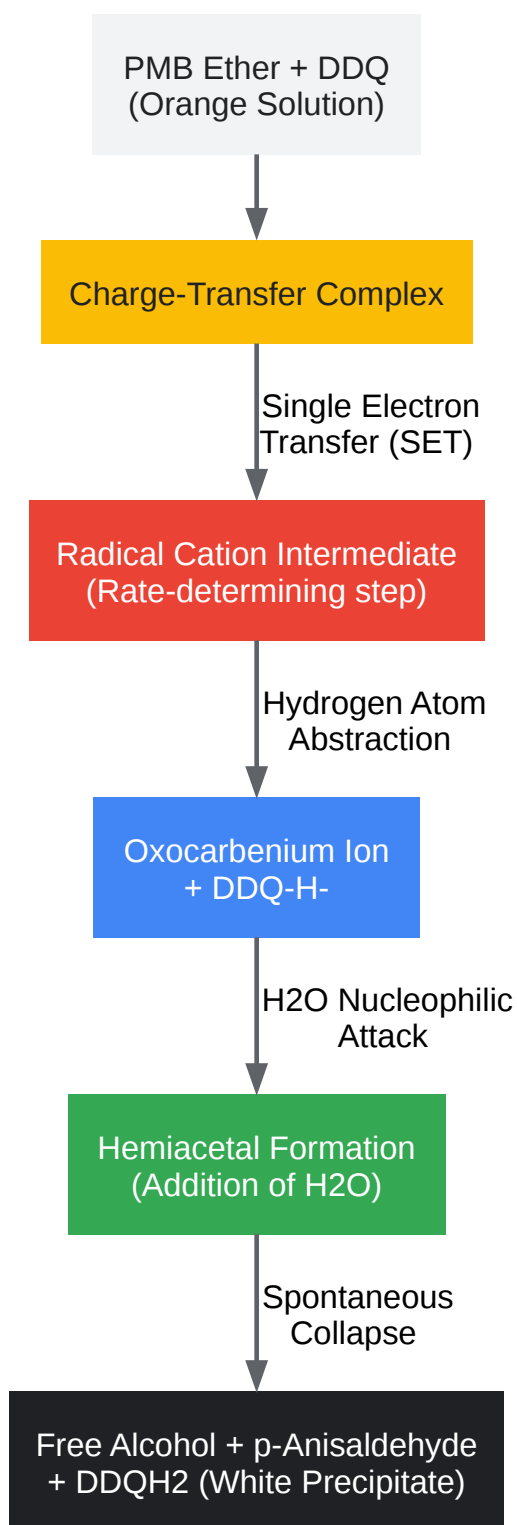 PMB Ether + DDQ
(Orange Solution)
Charge-Transfer Complex
Single Electron
Transfer (SET)
Radical Cation Intermediate
(Rate-determining step)
Hydrogen Atom
Abstraction
Oxocarbenium Ion
+ DDQ-H-
H2O Nucleophilic
Attack
Hemiacetal Formation
(Addition of H2O)
Spontaneous
Collapse
Free Alcohol + p-Anisaldehyde
+ DDQH2 (White Precipitate)